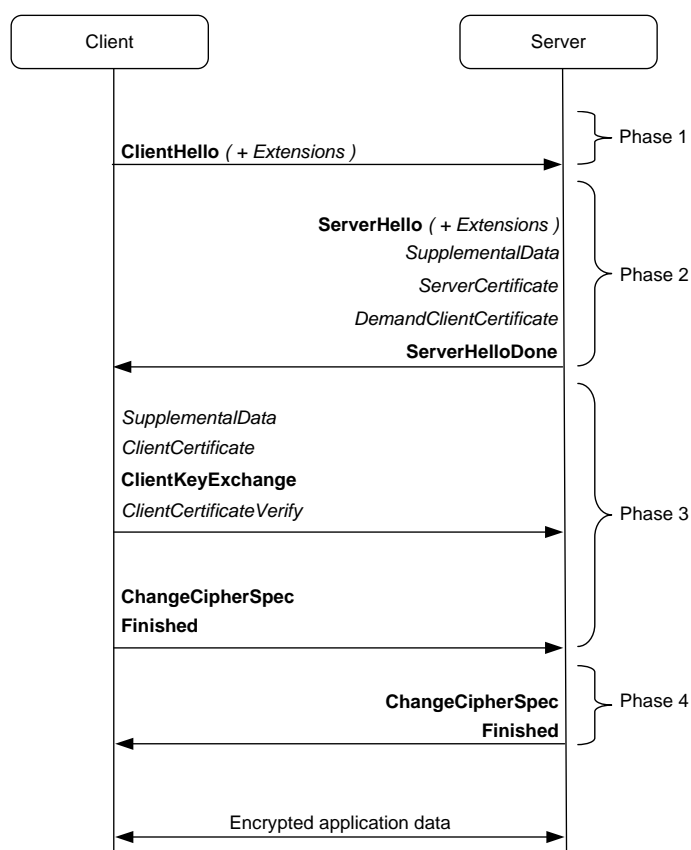 Client
Server
Phase 1
ClientHello ( + Extensions )
ServerHello ( + Extensions )
SupplementalData
Phase 2
ServerCertificate
DemandClientCertificate
ServerHelloDone
SupplementalData
ClientCertificate
ClientKeyExchange
ClientCertificateVerify
Phase 3
ChangeCipherSpec
Finished
ChangeCipherSpec
Phase 4
Finished
Encrypted application data